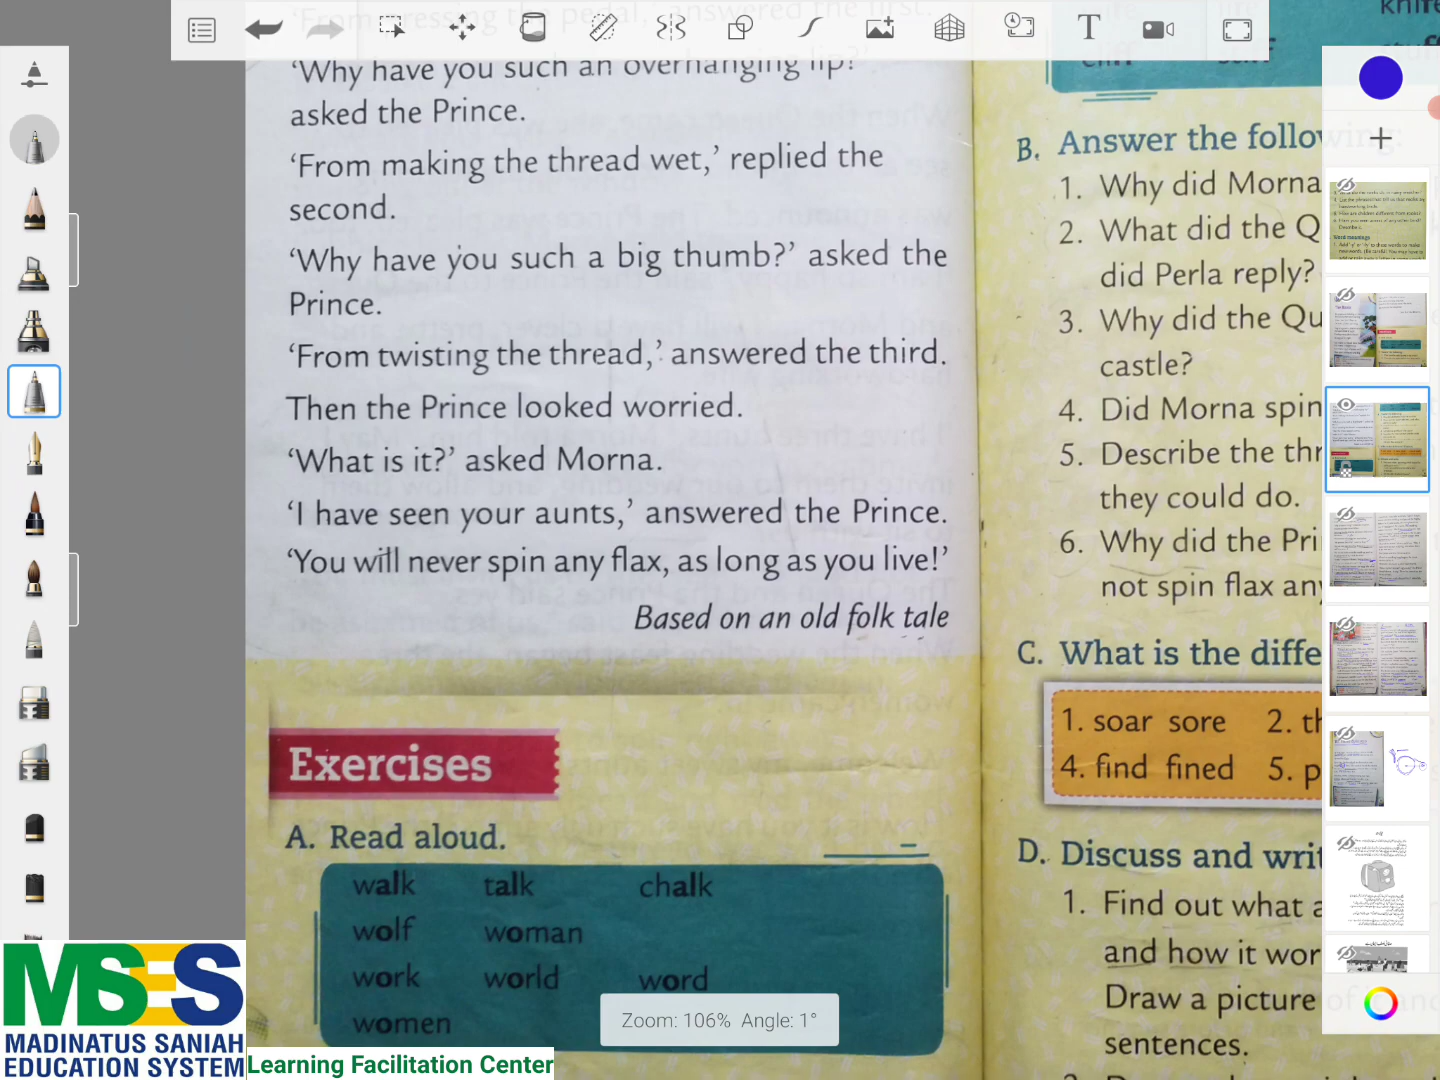 'From pressing the pedal,' answered the first.
'Why have you such an overhanging lip?'
asked the Prince.
'From making the thread wet,' replied the
second.
'Why have you such a big thumb?' asked the
Prince.
'From twisting the thread,' answered the third.
Then the Prince looked worried.
'What is it?' asked Morna.
'I have seen your aunts,' answered the Prince.
'You will never spin any flax, as long as you live!'
Based on an old folk tale
Exercises
A. Read aloud.
walk talk chalk
wolf woman
work world word
women
cliff
B. Answer the follo
1. Why did Morna
2. What did the Q
did Perla reply?
3. Why did the Qu
castle?
4. Did Morna spin
5. Describe the thr
they could do.
6. Why did the Pri
not spin flax any
C. What is the diffe
1. soar sore 2. th
4. find fined 5. p
D. Discuss and writ
1. Find out what a
and how it wor
Draw a picture
sentences.
T
Zoom: 106% Angle: 1°
MSES
MADINATUS SANIAH
EDUCATION SYSTEM
Learning Facilitation Center